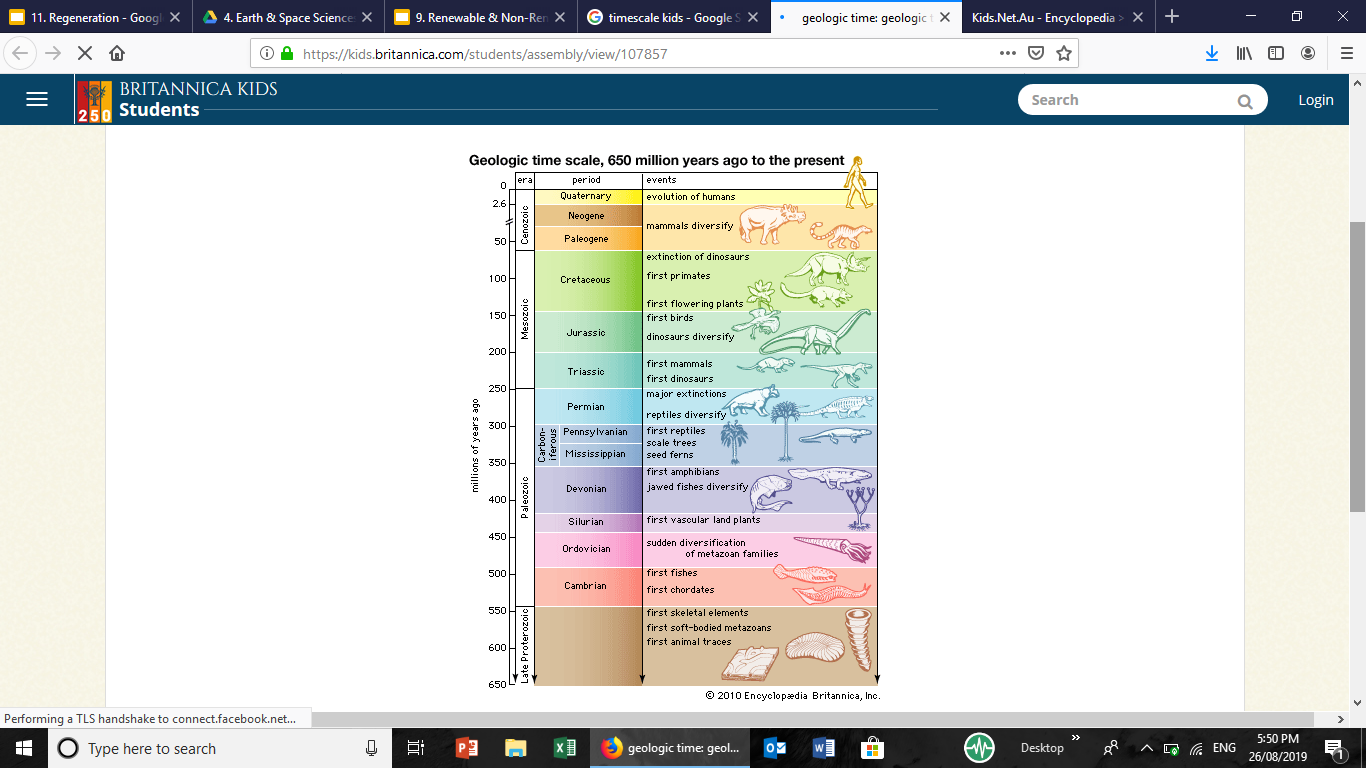 11. Regeneration - Googl
4. Earth & Space Science
9. Renewable & Non-Ren
timescale kids - Google S
geologic time: geologic t
Kids.Net.Au - Encyclopedia >
https://kids.britannica.com/students/assembly/view/107857
250
BRITANNICA KIDS
Students
Search
Login
Geologic time scale, 650 million years ago to the present
era period events
0
Quaternary evolution of humans
2.6
Cenozoic
Neogene
mammals diversify
Paleogene
50
extinction of dinosaurs
Cretaceous
first primates
100
first flowering plants
Mesozoic
150
first birds
Jurassic
dinosaurs diversify
200
Triassic
first mammals
first dinosaurs
250
major extinctions
Permian
reptiles diversify
millions of years ago
300
Carbon-
iferous
Pennsylvanian
first reptiles
scale trees
Mississippian
seed ferns
350
Paleozoic
first amphibians
Devonian
jawed fishes diversify
400
Silurian
first vascular land plants
450
Ordovician
sudden diversification
of metazoan families
500
first fishes
Cambrian
first chordates
550
Late Proterozoic
first skeletal elements
first soft-bodied metazoans
first animal traces
600
650
© 2010 Encyclopædia Britannica, Inc.
Performing a TLS handshake to connect.facebook.net...
Type here to search
geologic time: geol...
Desktop
ENG
5:50 PM
26/08/2019
1